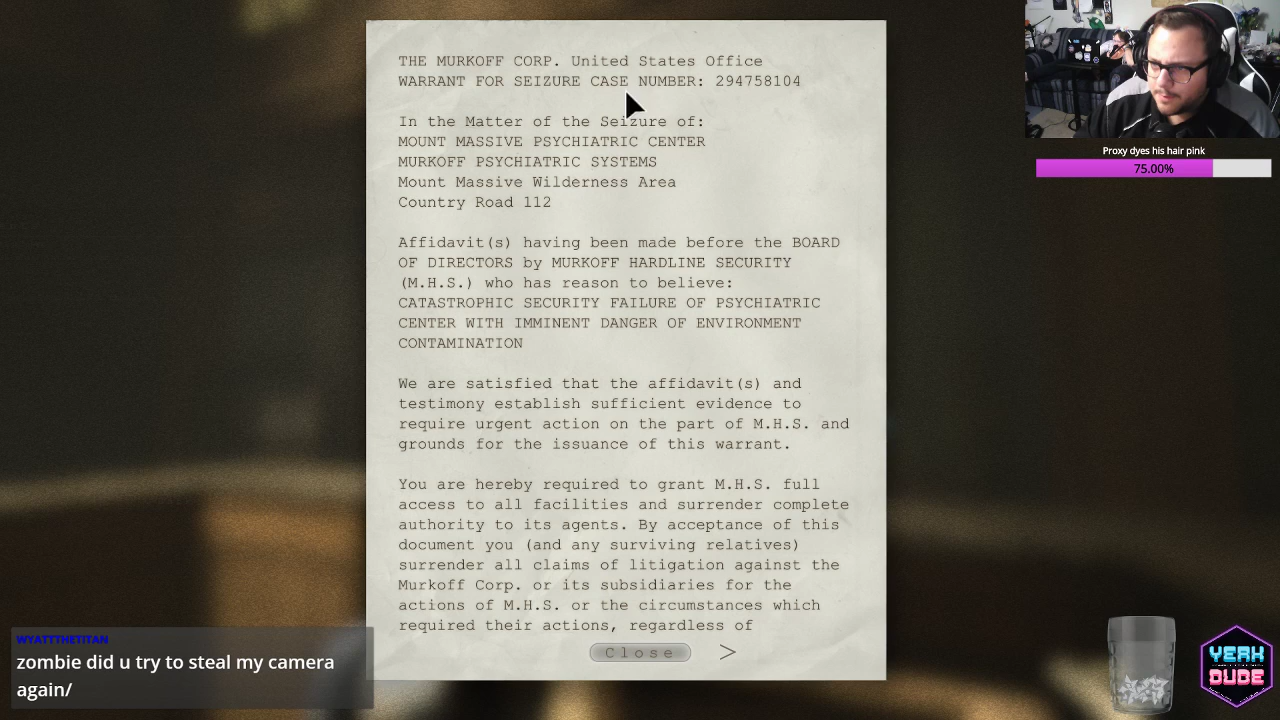 THE MURKOFF CORP. United States Office
WARRANT FOR SEIZURE CASE NUMBER: 294758104
In the Matter of the Seizure of:
MOUNT MASSIVE PSYCHIATRIC CENTER
MURKOFF PSYCHIATRIC SYSTEMS
Mount Massive Wilderness Area
Country Road 112
Affidavit(s) having been made before the BOARD
OF DIRECTORS by MURKOFF HARDLINE SECURITY
(M.H.S.) who has reason to believe:
CATASTROPHIC SECURITY FAILURE OF PSYCHIATRIC
CENTER WITH IMMINENT DANGER OF ENVIRONMENT
CONTAMINATION
We are satisfied that the affidavit(s) and
testimony establish sufficient evidence to
require urgent action on the part of M.H.S. and
grounds for the issuance of this warrant.
You are hereby required to grant M.H.S. full
access to all facilities and surrender complete
authority to its agents. By acceptance of this
document you (and any surviving relatives)
surrender all claims of litigation against the
Murkoff Corp. or its subsidiaries for the
actions of M.H.S. or the circumstances which
required their actions, regardless of
Close >
Proxy dyes his hair pink
75.00%
WYATTTHETITAN
zombie did u try to steal my camera
again/
YEAH
DUDE